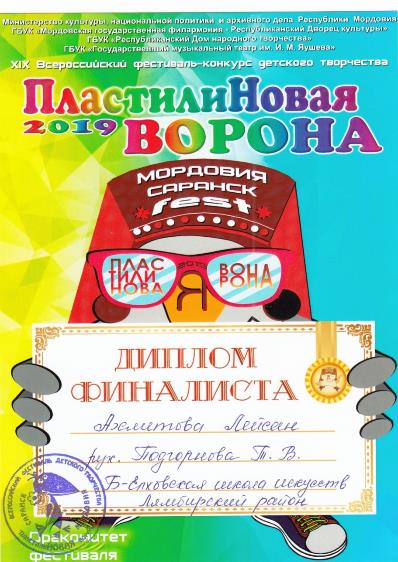 Министерство культуры, национальной политики и архивного дела Республики Мордовия
ГБУК «Мордовская государственная филармония - Республиканский Дворец культуры»
ГБУК «Республиканский Дом народного творчества»
ГБУК «Государственный музыкальный театр им. И. М. Яушева»
XIX Всероссийский фестиваль-конкурс детского творчества
ПластилиНовая
2019 ВОРОНА
МОРДОВИЯ
САРАНСК
fest
ПЛАС
ТИЛИ
НОВА
Я
ВОН
РОНА
ДИПЛОМ
ФИНАЛИСТА
Ахметова Лейсен
рук. Подгорнова Т. В.
Б-Елховская школа искусств
Лямбирский район
Оргкомитет
фестиваля